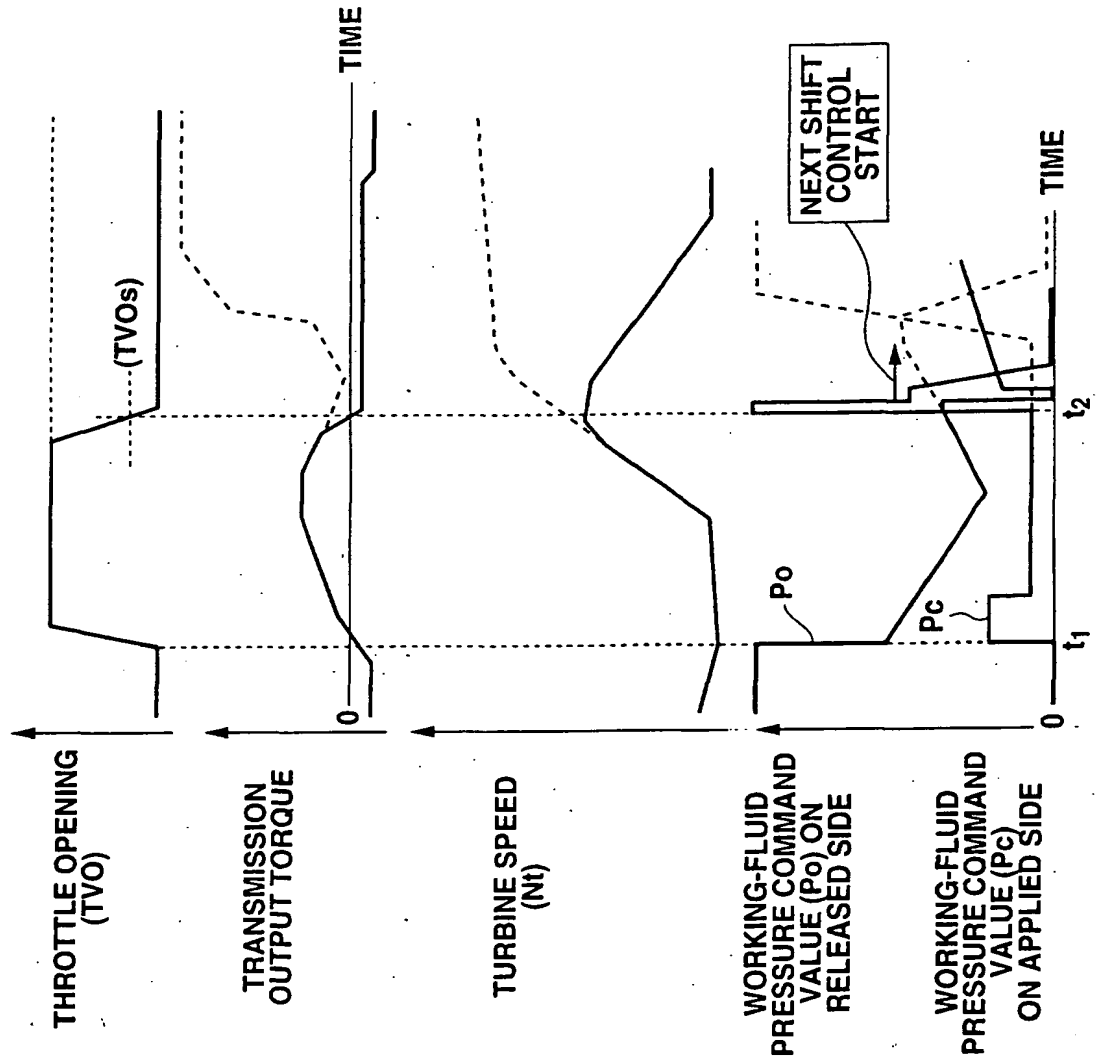 THROTTLE OPENING
(TVO)
(TVOs)
TRANSMISSION
OUTPUT TORQUE
0
TIME
TURBINE SPEED
(Nt)
WORKING-FLUID
PRESSURE COMMAND
VALUE (Po) ON
RELEASED SIDE
Po
NEXT SHIFT
CONTROL
START
WORKING-FLUID
PRESSURE COMMAND
VALUE (Pc)
ON APPLIED SIDE
Pc
0
t1
t2
TIME